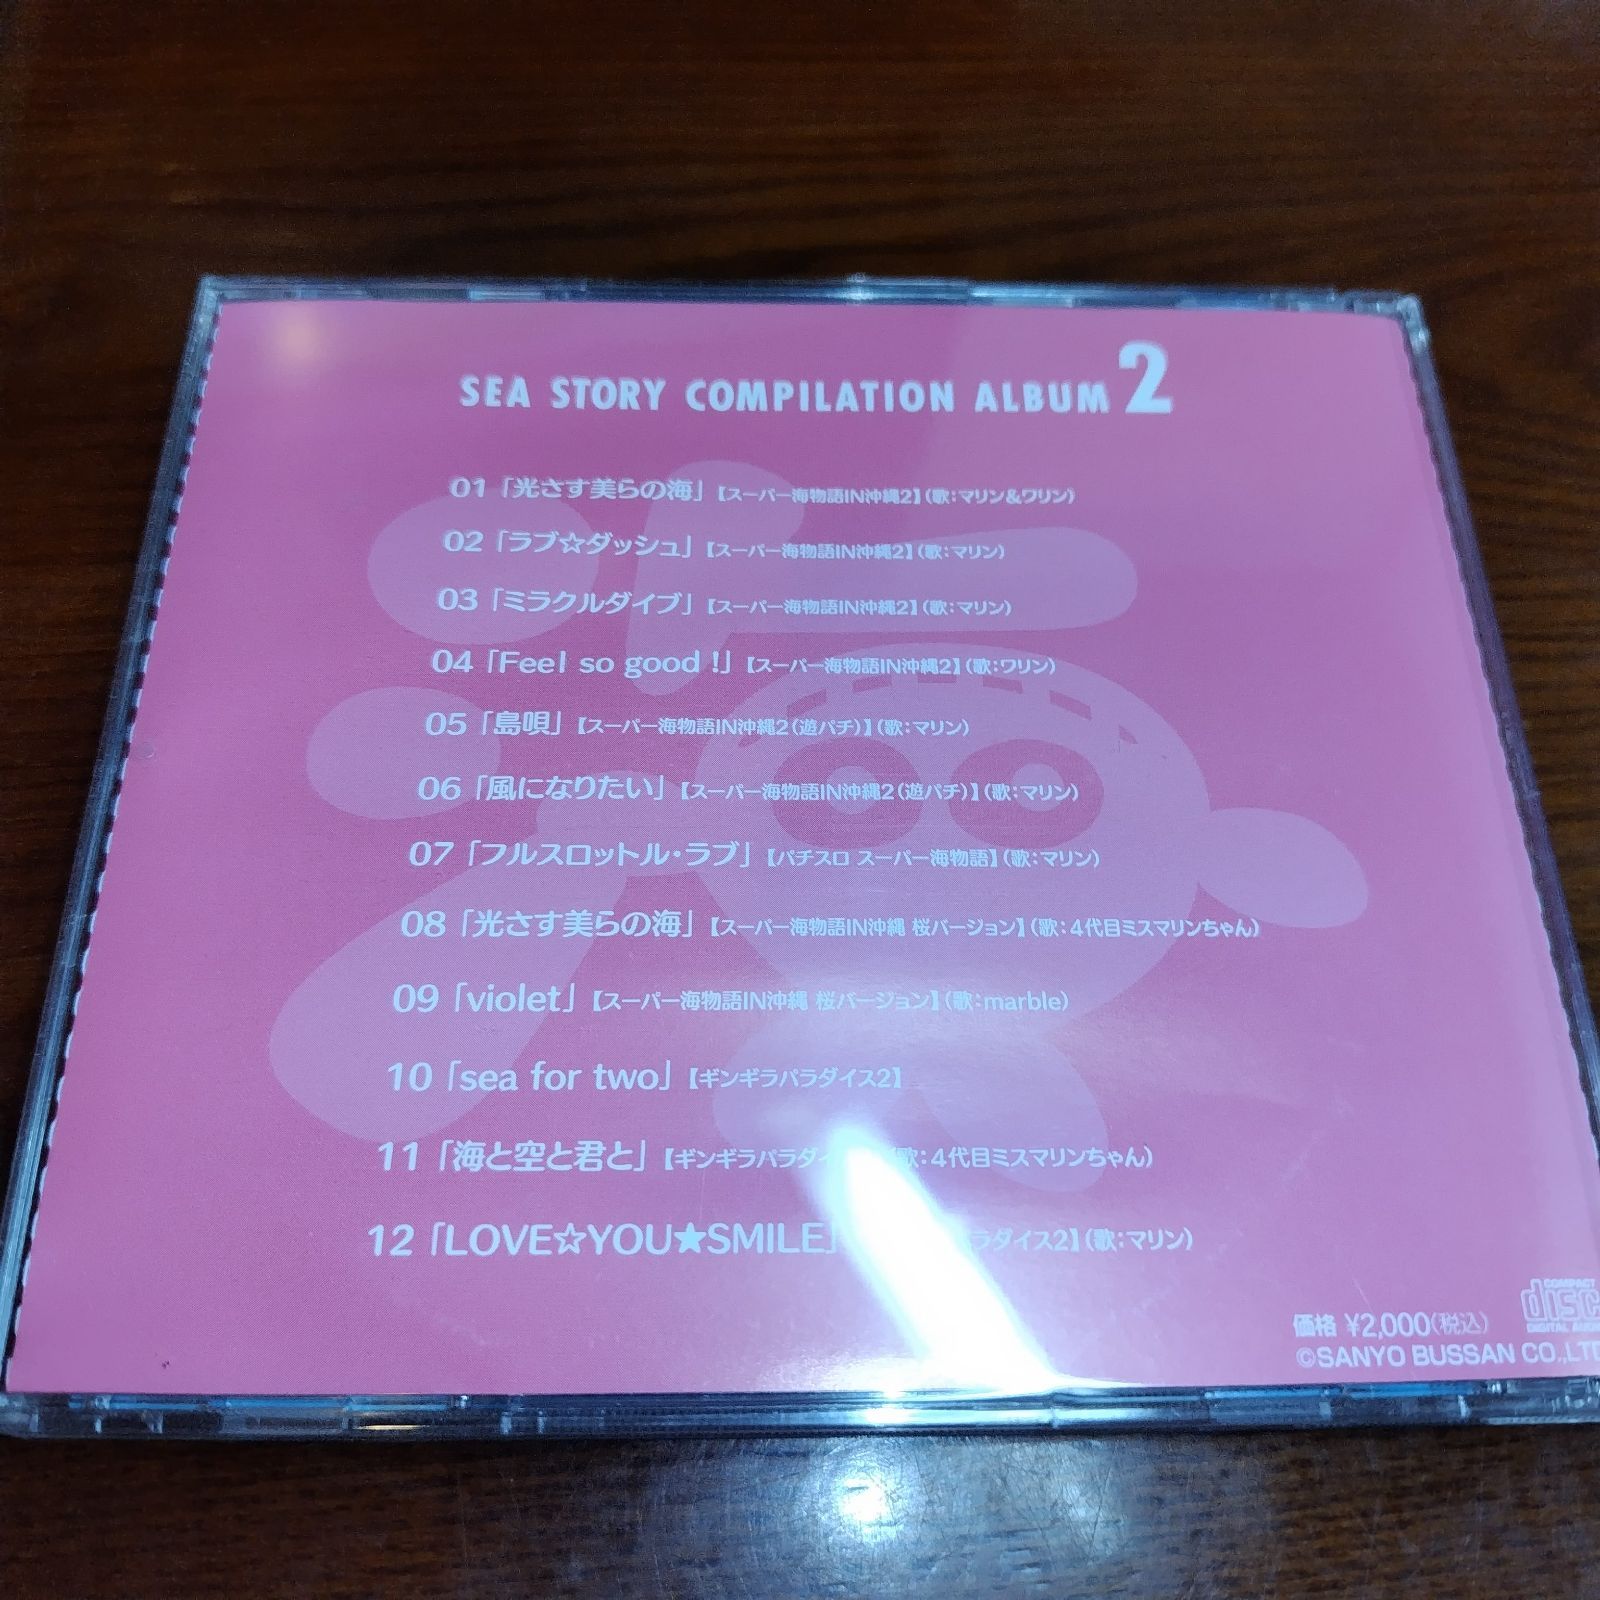 SEA STORY COMPILATION ALBUM 2
01「光さす美らの海」【スーパー海物語IN沖縄2】(歌:マリン&ワリン)
02「ラブ☆ダッシュ」【スーパー海物語IN沖縄2】(歌:マリン)
03「ミラクルダイブ」【スーパー海物語IN沖縄2】(歌:マリン)
04「Feel so good !」【スーパー海物語IN沖縄2】(歌:ワリン)
05「島唄」【スーパー海物語IN沖縄2(遊パチ)】(歌:マリン)
06「風になりたい」【スーパー海物語IN沖縄2(遊パチ)】(歌:マリン)
07「フルスロットル・ラブ」【パチスロ スーパー海物語】(歌:マリン)
08「光さす美らの海」【スーパー海物語IN沖縄 桜バージョン】(歌:4代目ミスマリンちゃん)
09「violet」【スーパー海物語IN沖縄 桜バージョン】(歌:marble)
10「sea for two」【ギンギラパラダイス2】
11「海と空と君と」【ギンギラパラダイ 歌:4代目ミスマリンちゃん)
12「LOVE☆YOU★SMILE」 ラダイス2】(歌:マリン)
COMPACT
disc
DIGITAL AUDIO
価格 ¥2,000(税込)
©SANYO BUSSAN CO.,LTD